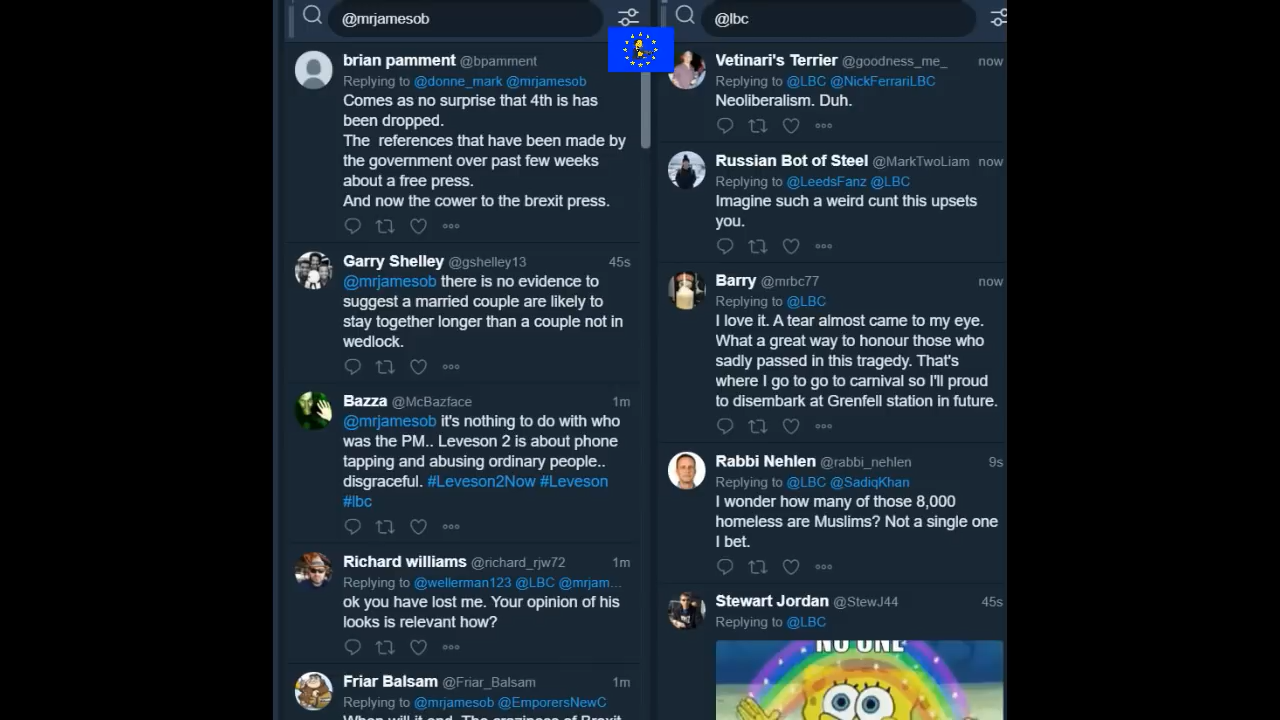 @mrjamesob
brian pamment @bpamment
Replying to @donne_mark @mrjamesob
Comes as no surprise that 4th is has
been dropped.
The  references that have been made by
the government over past few weeks
about a free press.
And now the cower to the brexit press.
Garry Shelley @gshelley13 45s
@mrjamesob there is no evidence to
suggest a married couple are likely to
stay together longer than a couple not in
wedlock.
Bazza @McBazface 1m
@mrjamesob it's nothing to do with who
was the PM.. Leveson 2 is about phone
tapping and abusing ordinary people..
disgraceful. #Leveson2Now #Leveson
#lbc
Richard williams @richard_rjw72 1m
Replying to @wellerman123 @LBC @mrjam...
ok you have lost me. Your opinion of his
looks is relevant how?
Friar Balsam @Friar_Balsam 1m
Replying to @mrjamesob @EmporersNewC
When will it end. The craziness of Brexit
@lbc
Vetinari's Terrier @goodness_me_ now
Replying to @LBC @NickFerrariLBC
Neoliberalism. Duh.
Russian Bot of Steel @MarkTwoLiam now
Replying to @LeedsFanz @LBC
Imagine such a weird cunt this upsets
you.
Barry @mrbc77 now
Replying to @LBC
I love it. A tear almost came to my eye.
What a great way to honour those who
sadly passed in this tragedy. That's
where I go to go to carnival so I'll proud
to disembark at Grenfell station in future.
Rabbi Nehlen @rabbi_nehlen 9s
Replying to @LBC @SadiqKhan
I wonder how many of those 8,000
homeless are Muslims? Not a single one
I bet.
Stewart Jordan @StewJ44 45s
Replying to @LBC
NO ONE